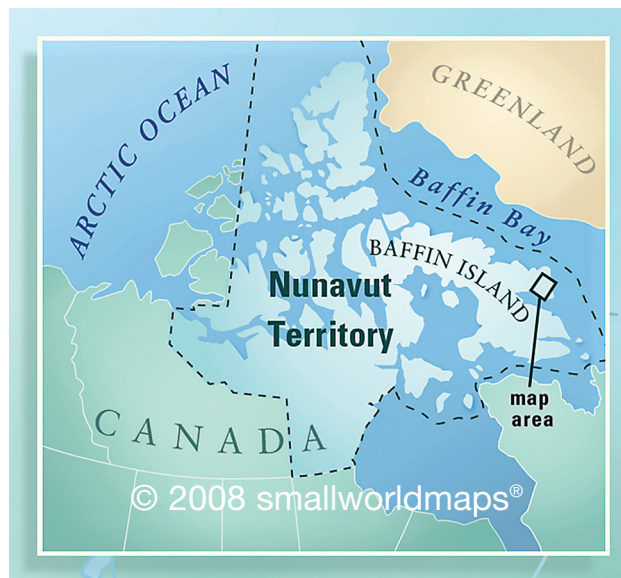 ARCTIC OCEAN
GREENLAND
Baffin Bay
BAFFIN ISLAND
Nunavut
Territory
map
area
CANADA
© 2008 smallworldmaps®